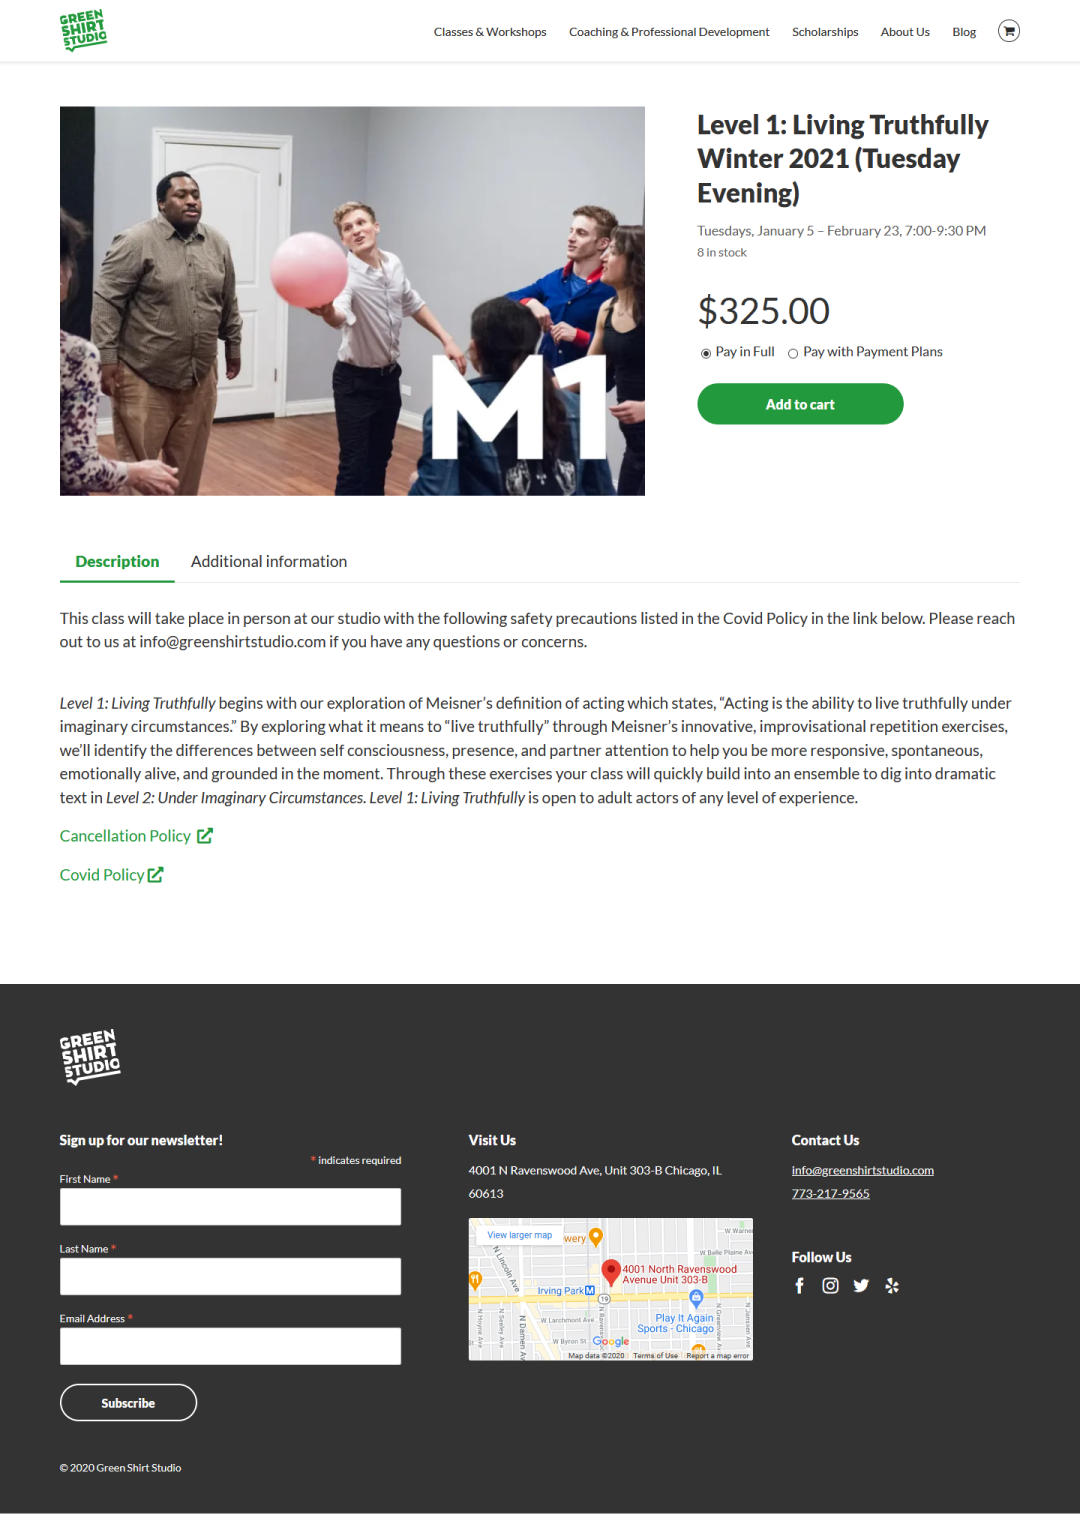 GREEN
SHIRT
STUDIO
Classes & Workshops
Coaching & Professional Development
Scholarships
About Us
Blog
M1
Level 1: Living Truthfully
Winter 2021 (Tuesday
Evening)
Tuesdays, January 5 – February 23, 7:00-9:30 PM
8 in stock
$325.00
Pay in Full
Pay with Payment Plans
Add to cart
Description
Additional information
This class will take place in person at our studio with the following safety precautions listed in the Covid Policy in the link below. Please reach
out to us at info@greenshirtstudio.com if you have any questions or concerns.
Level 1: Living Truthfully begins with our exploration of Meisner’s definition of acting which states, “Acting is the ability to live truthfully under
imaginary circumstances.” By exploring what it means to “live truthfully” through Meisner’s innovative, improvisational repetition exercises,
we’ll identify the differences between self consciousness, presence, and partner attention to help you be more responsive, spontaneous,
emotionally alive, and grounded in the moment. Through these exercises your class will quickly build into an ensemble to dig into dramatic
text in Level 2: Under Imaginary Circumstances. Level 1: Living Truthfully is open to adult actors of any level of experience.
Cancellation Policy
Covid Policy
GREEN
SHIRT
STUDIO
Sign up for our newsletter!
* indicates required
First Name *
Last Name *
Email Address *
Subscribe
Visit Us
4001 N Ravenswood Ave, Unit 303-B Chicago, IL
60613
View larger map
wery
W Warner
N Lincoln Ave
W Belle Plaine Av
4001 North Ravenswood
Avenue Unit 303-B
Irving Park M
19
N Hoyne Ave
N Seeley Ave
N Damen Av
W Larchmont Ave
W Byron St
Play It Again
Sports - Chicago
N Janssen Ave
Google
Map data ©2020
Terms of Use
Report a map error
Contact Us
info@greenshirtstudio.com
773-217-9565
Follow Us
© 2020 Green Shirt Studio